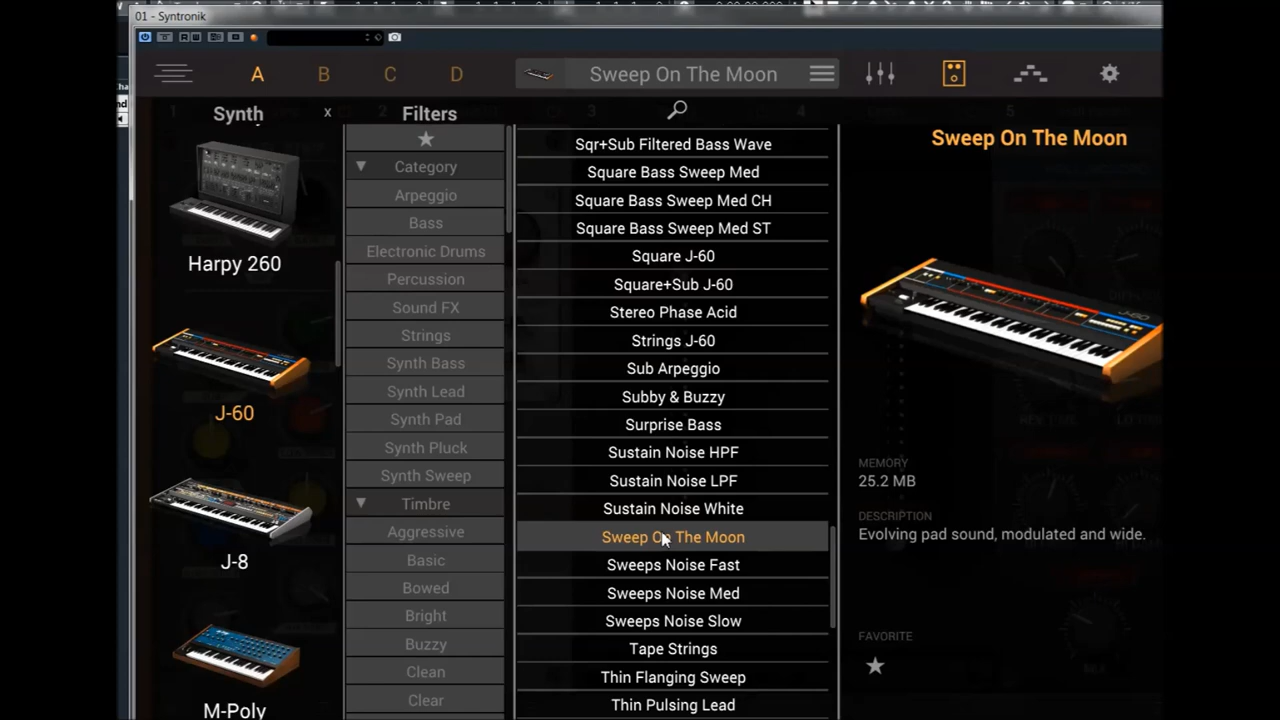 01 - Syntronik
A B C D
Sweep On The Moon
Synth x
Harpy 260
J-60
J-8
M-Poly
Filters
Category
Arpeggio
Bass
Electronic Drums
Percussion
Sound FX
Strings
Synth Bass
Synth Lead
Synth Pad
Synth Pluck
Synth Sweep
Timbre
Aggressive
Basic
Bowed
Bright
Buzzy
Clean
Clear
Sqr+Sub Filtered Bass Wave
Square Bass Sweep Med
Square Bass Sweep Med CH
Square Bass Sweep Med ST
Square J-60
Square+Sub J-60
Stereo Phase Acid
Strings J-60
Sub Arpeggio
Subby & Buzzy
Surprise Bass
Sustain Noise HPF
Sustain Noise LPF
Sustain Noise White
Sweep On The Moon
Sweeps Noise Fast
Sweeps Noise Med
Sweeps Noise Slow
Tape Strings
Thin Flanging Sweep
Thin Pulsing Lead
Sweep On The Moon
MEMORY
25.2 MB
DESCRIPTION
Evolving pad sound, modulated and wide.
FAVORITE